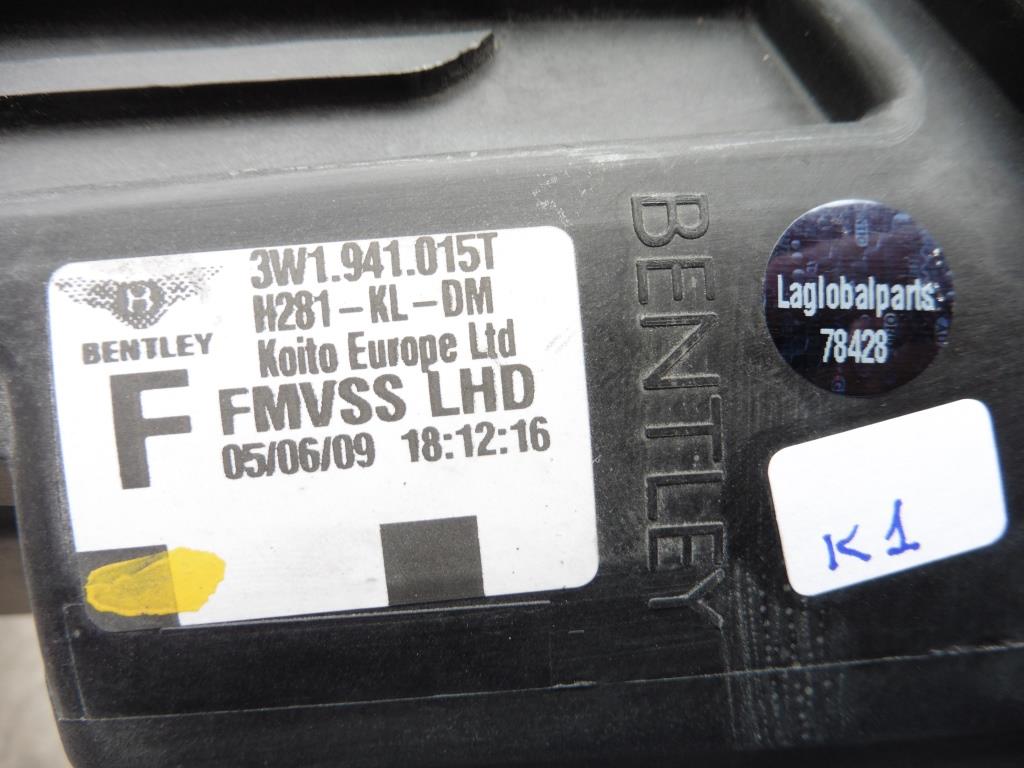 3W1.941.015T
H281-KL-DM
Koito Europe Ltd
BENTLEY
F
FMVSS LHD
05/06/09 18:12:16
BENTLEY
Laglobalparts
78428
K1